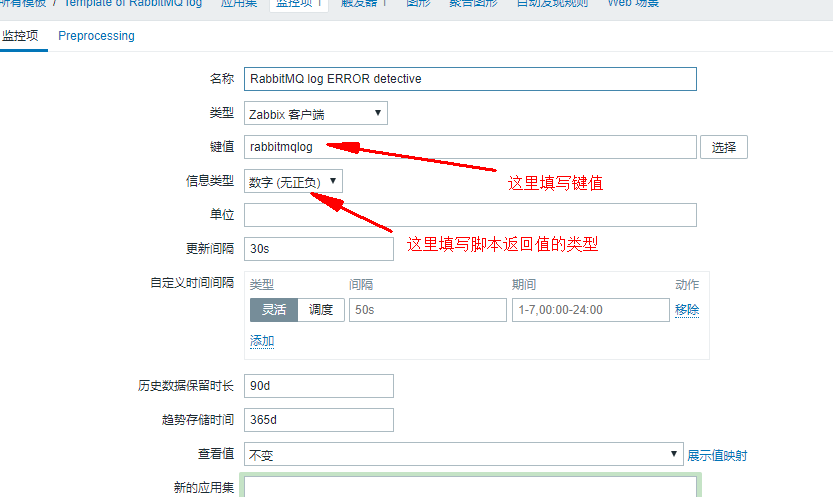 所有模板 / Template of RabbitMQ log 应用集 监控项 1 触发器 1 图形 聚合图形 自动发现规则 Web 场景
监控项 Preprocessing
名称 RabbitMQ log ERROR detective
类型 Zabbix 客户端
键值 rabbitmqlog 选择
信息类型 数字 (无正负)
这里填写键值
单位
这里填写脚本返回值的类型
更新间隔 30s
自定义时间间隔 类型 间隔 期间 动作
灵活 调度 50s 1-7,00:00-24:00 移除
添加
历史数据保留时长 90d
趋势存储时间 365d
查看值 不变 展示值映射
新的应用集